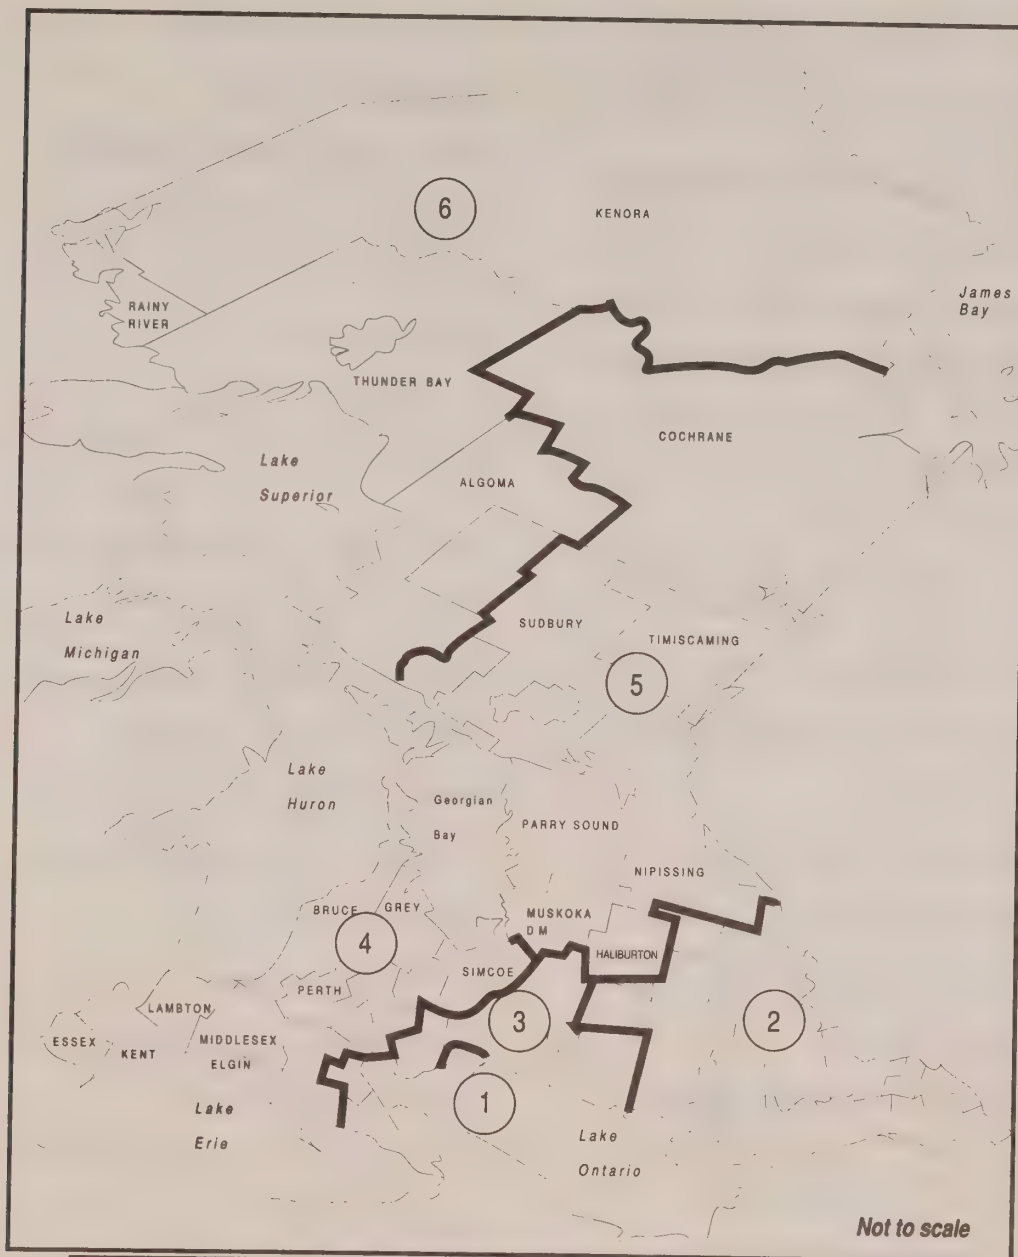 6
KENORA
James
Bay
RAINY
RIVER
THUNDER BAY
COCHRANE
Lake
Superior
ALGOMA
Lake
Michigan
SUDBURY
TIMISCAMING
5
Lake
Huron
Georgian
Bay
PARRY SOUND
NIPISSING
BRUCE
GREY
MUSKOKA
D M
4
HALIBURTON
SIMCOE
PERTH
LAMBTON
3
2
ESSEX
KENT
MIDDLESEX
ELGIN
1
Lake
Erie
Lake
Ontario
Not to scale